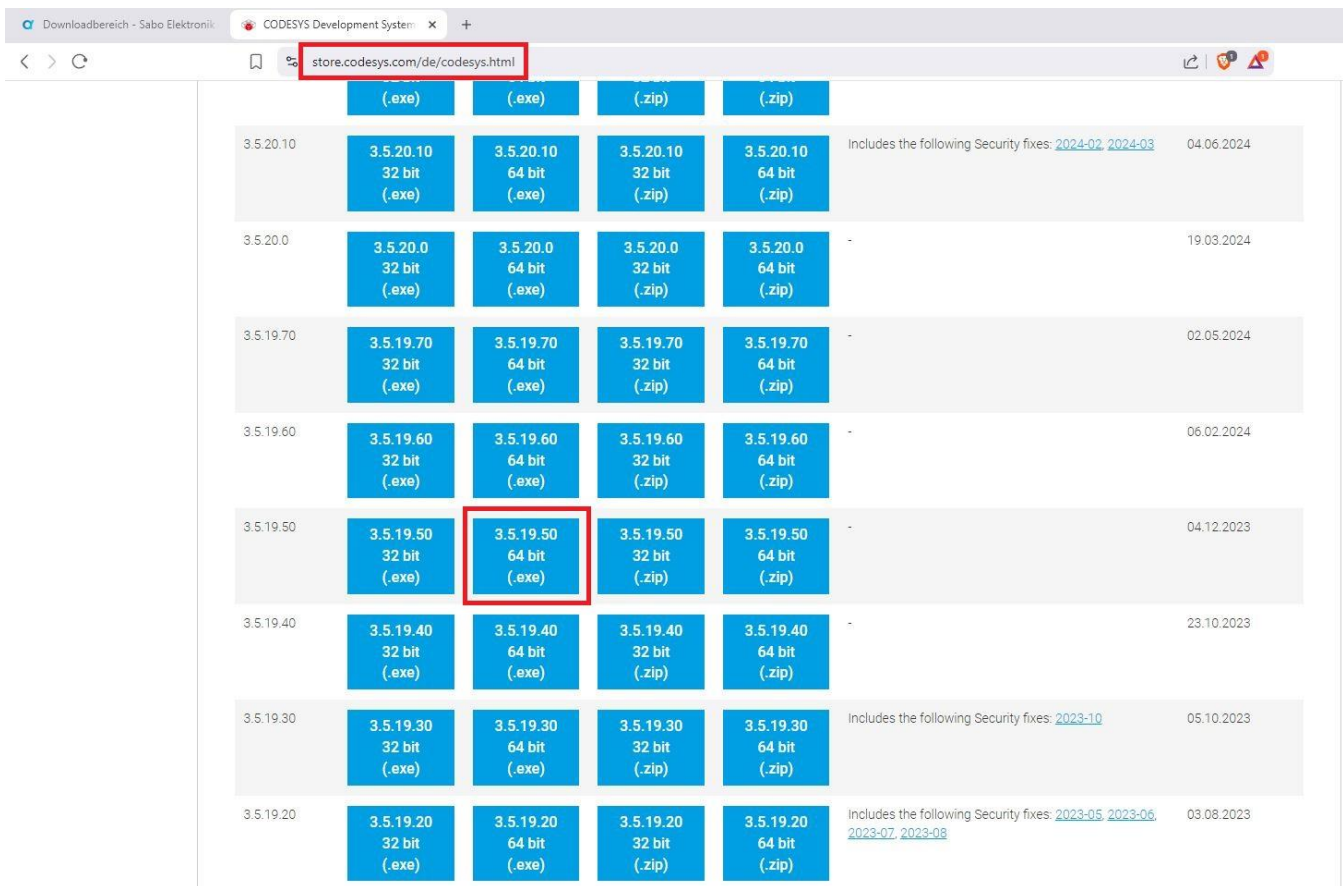 Downloadbereich - Sabo Elektronik
CODESYS Development System
store.codesys.com/de/codesys.html
(.exe) (.exe) (.zip) (.zip)
3.5.20.10 3.5.20.10 3.5.20.10 3.5.20.10 3.5.20.10 Includes the following Security fixes: 2024-02, 2024-03 04.06.2024
32 bit 64 bit 32 bit 64 bit
(.exe) (.exe) (.zip) (.zip)
3.5.20.0 3.5.20.0 3.5.20.0 3.5.20.0 3.5.20.0 - 19.03.2024
32 bit 64 bit 32 bit 64 bit
(.exe) (.exe) (.zip) (.zip)
3.5.19.70 3.5.19.70 3.5.19.70 3.5.19.70 3.5.19.70 - 02.05.2024
32 bit 64 bit 32 bit 64 bit
(.exe) (.exe) (.zip) (.zip)
3.5.19.60 3.5.19.60 3.5.19.60 3.5.19.60 3.5.19.60 - 06.02.2024
32 bit 64 bit 32 bit 64 bit
(.exe) (.exe) (.zip) (.zip)
3.5.19.50 3.5.19.50 3.5.19.50 3.5.19.50 3.5.19.50 - 04.12.2023
32 bit 64 bit 32 bit 64 bit
(.exe) (.exe) (.zip) (.zip)
3.5.19.40 3.5.19.40 3.5.19.40 3.5.19.40 3.5.19.40 - 23.10.2023
32 bit 64 bit 32 bit 64 bit
(.exe) (.exe) (.zip) (.zip)
3.5.19.30 3.5.19.30 3.5.19.30 3.5.19.30 3.5.19.30 Includes the following Security fixes: 2023-10 05.10.2023
32 bit 64 bit 32 bit 64 bit
(.exe) (.exe) (.zip) (.zip)
3.5.19.20 3.5.19.20 3.5.19.20 3.5.19.20 3.5.19.20 Includes the following Security fixes: 2023-05, 2023-06, 03.08.2023
2023-07, 2023-08
32 bit 64 bit 32 bit 64 bit
(.exe) (.exe) (.zip) (.zip)